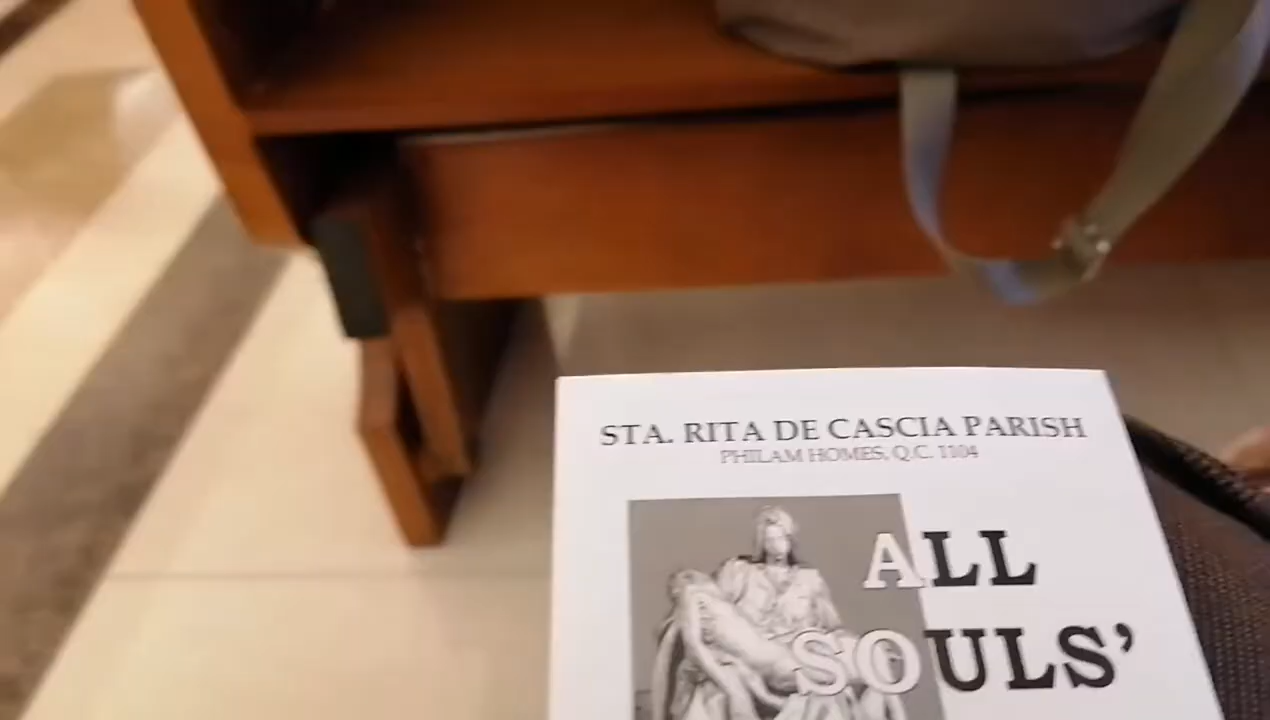 STA. RITA DE CASCIA PARISH
PHILAM HOMES, Q.C. 1104
ALL
SOULS’